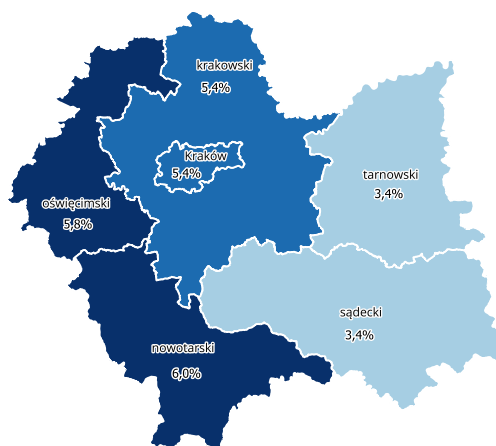 krakowski
5,4%
Kraków
5,4%
tarnowski
3,4%
oświęcimski
5,8%
sądecki
3,4%
nowotarski
6,0%